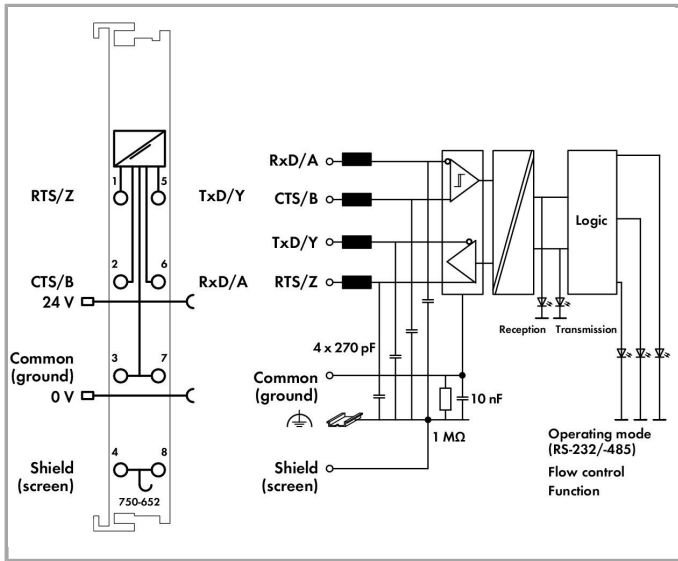 1
5
RTS/Z
TxD/Y
2
6
CTS/B
RxD/A
24 V
Common
(ground)
3
7
0 V
Shield
(screen)
4
8
750-652
RxD/A
CTS/B
TxD/Y
RTS/Z
Logic
Reception
Transmission
4 x 270 pF
Common
(ground)
10 nF
1 MΩ
Shield
(screen)
Operating mode
(RS-232/-485)
Flow control
Function